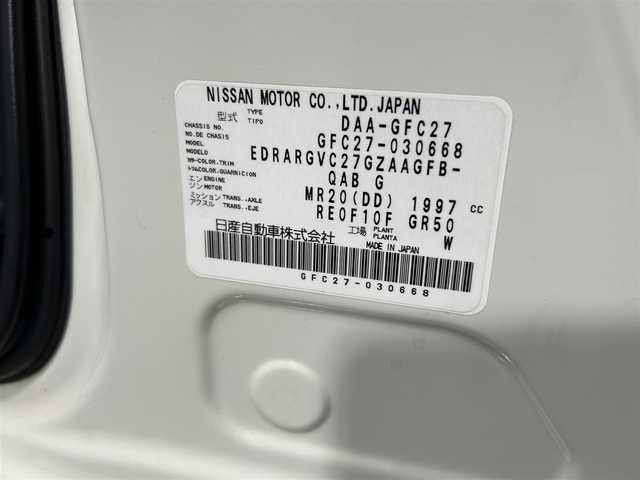 NISSAN MOTOR CO.,LTD.JAPAN
型式 TYPE TIPO DAA-GFC27
CHASSIS NO. NO.DE CHASIS GFC27-030668
MODEL MODELO EDRARGVC27GZAAGFB-
COLOR,TRIM COLOR,GUARNICION QAB G
エンジン ENGINE MOTOR MR20(DD) 1997 CC
ミッション アクスル TRANS.,AXLE TRANS.,EJE RE0F10F GR50
日産自動車株式会社 工場 PLANT PLANTA W
MADE IN JAPAN
GFC27-030668